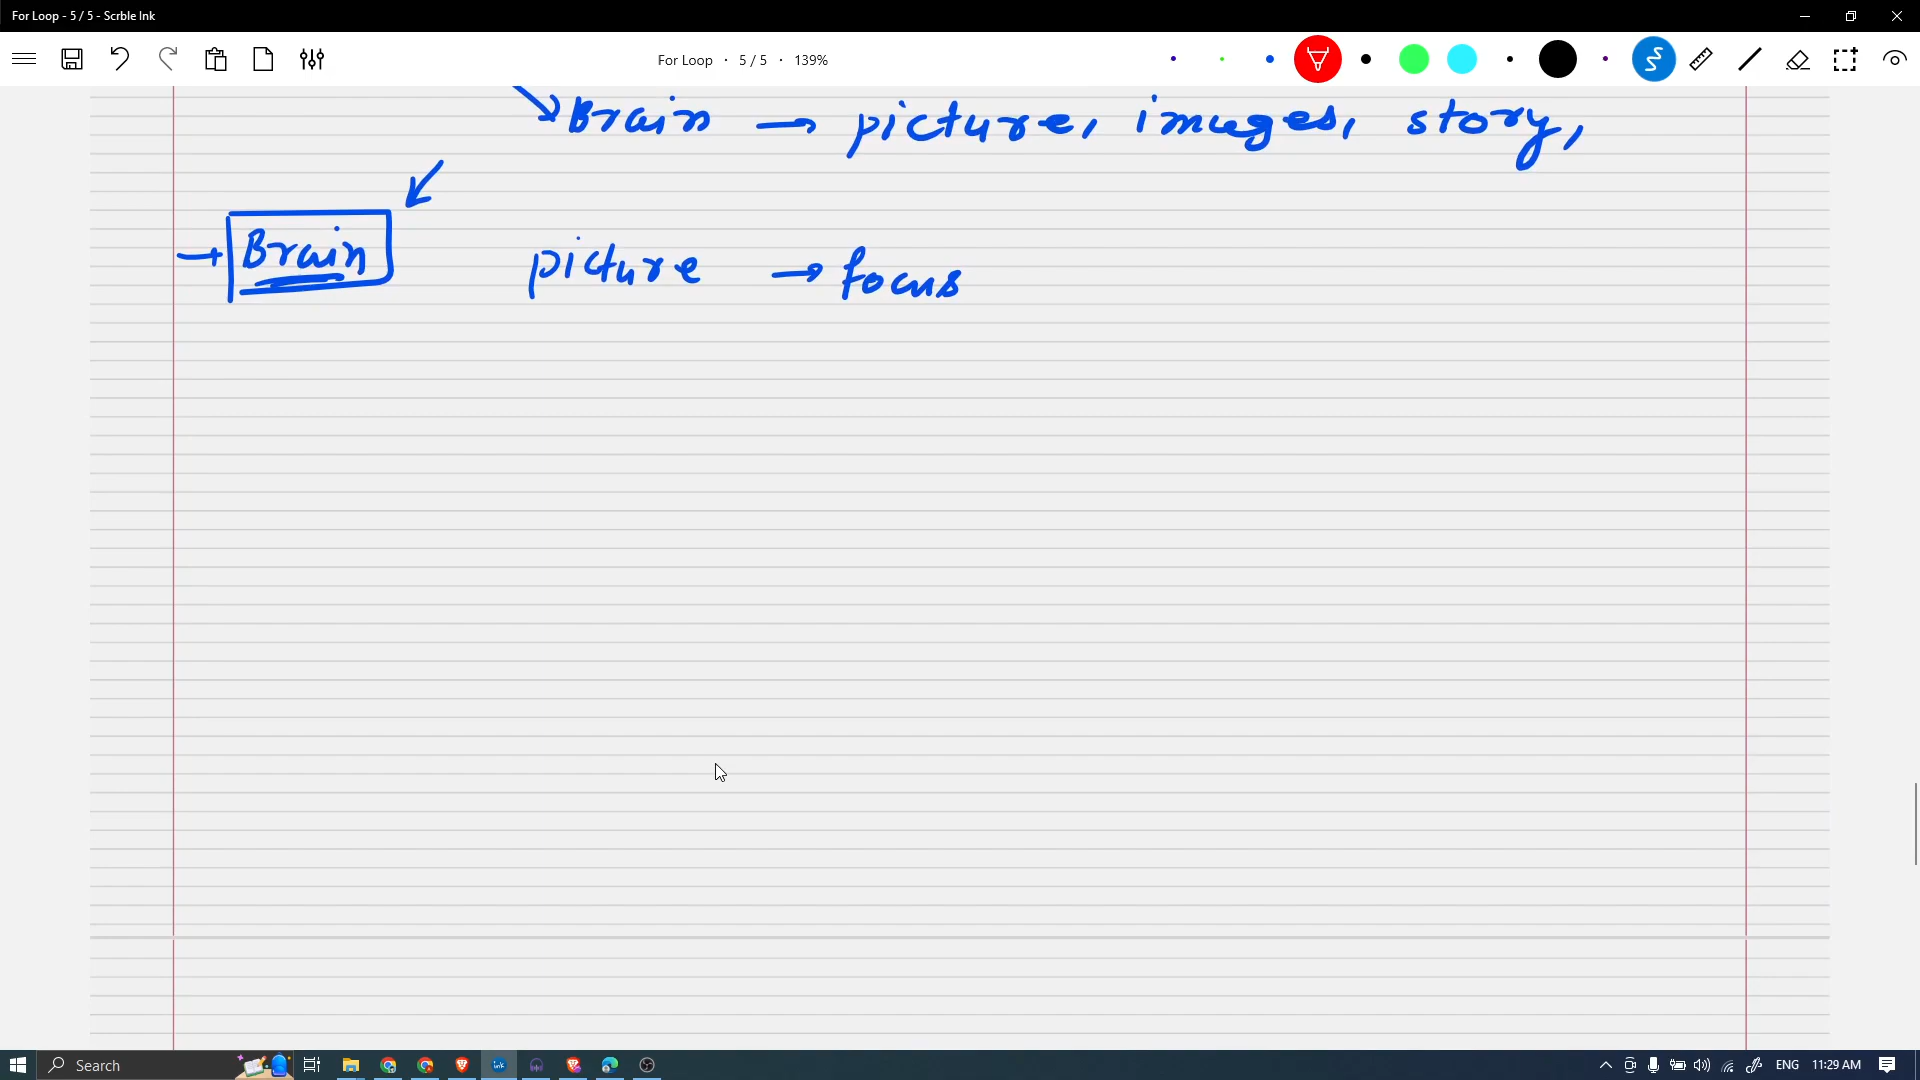 For Loop - 5 / 5 - Scrble Ink
For Loop · 5 / 5 · 139%
Brain → picture, images, story,
→ Brain picture → focus
ink
Search
ENG 11:29 AM